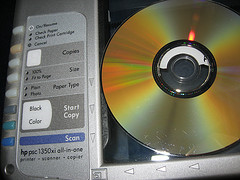 On/Resume
Check Paper
Check Print Cartridge
Cancel
Copies
100%
Fit to Page
Size
Plain
Photo
Paper Type
Black
Color
Start
Copy
Scan
hp psc 1350xi all-in-one
printer - scanner - copier